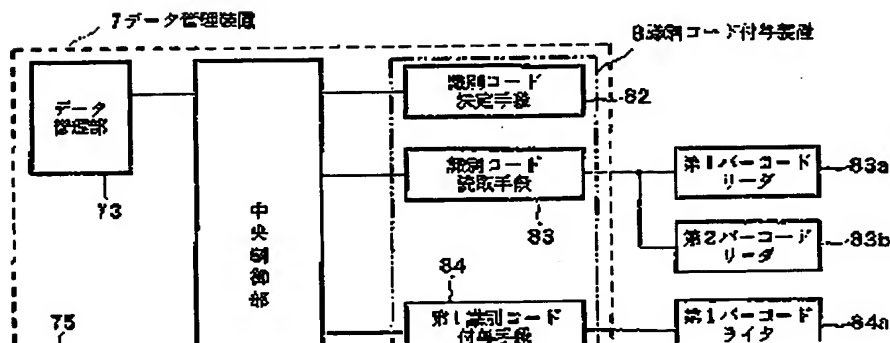 7データ管理装置
8識別コード付与装置
データ
管理部
73
中央制御部
識別コード
決定手段
82
識別コード
読取手段
83
第1バーコード
リーダ
83a
第2バーコード
リーダ
83b
84
第1識別コード
付与手段
第1バーコード
ライタ
84a
75